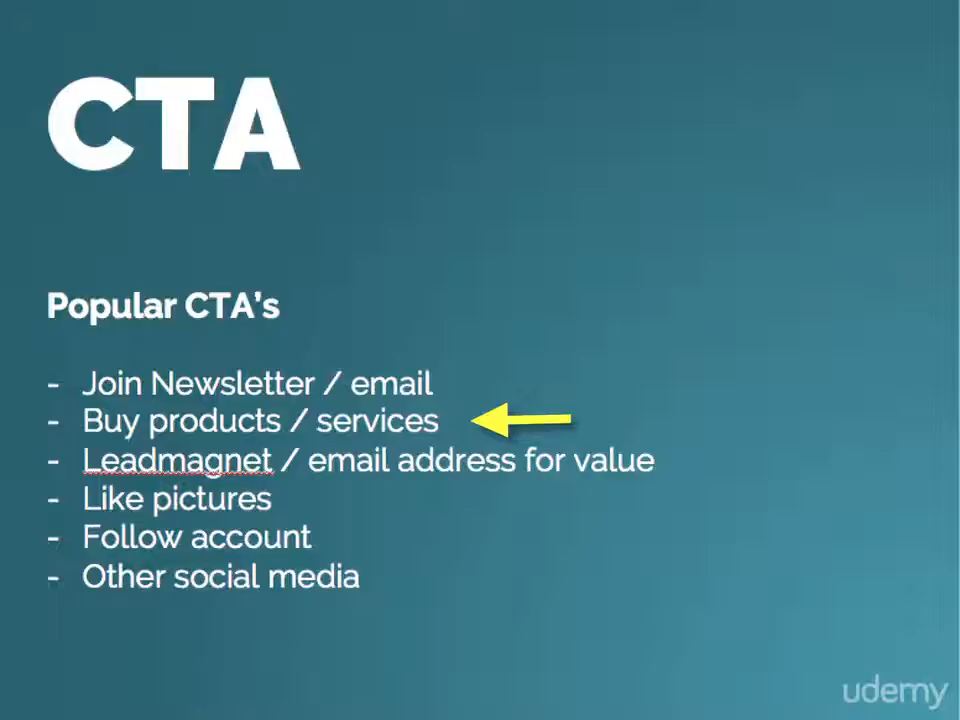 CTA
Popular CTA's
- Join Newsletter / email
- Buy products / services
- Leadmagnet / email address for value
- Like pictures
- Follow account
- Other social media
udemy